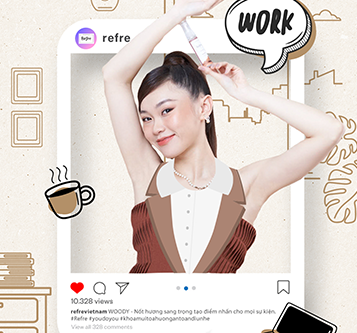 WORK
Refre
refre
10.328 views
refrevietnam WOODY - Nốt hương sang trọng tạo điểm nhấn cho mọi sự kiện.
#Refre #youdoyou #khoamuitoahuongantoandiunhe
View all 328 comments